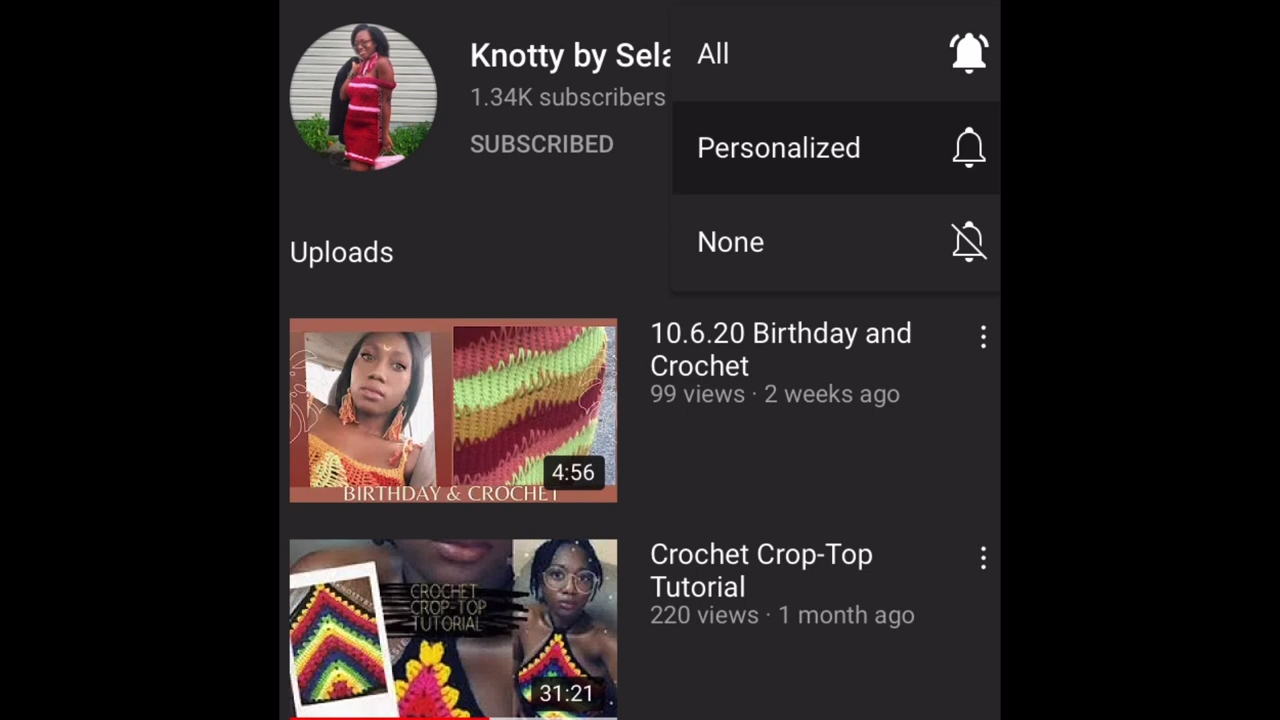 Knotty by Sela
1.34K subscribers
SUBSCRIBED
All
Personalized
None
Uploads
10.6.20 Birthday and
Crochet
99 views · 2 weeks ago
4:56
BIRTHDAY & CROCHET
Crochet Crop-Top
Tutorial
220 views · 1 month ago
CROCHET
CROP-TOP
TUTORIAL
31:21